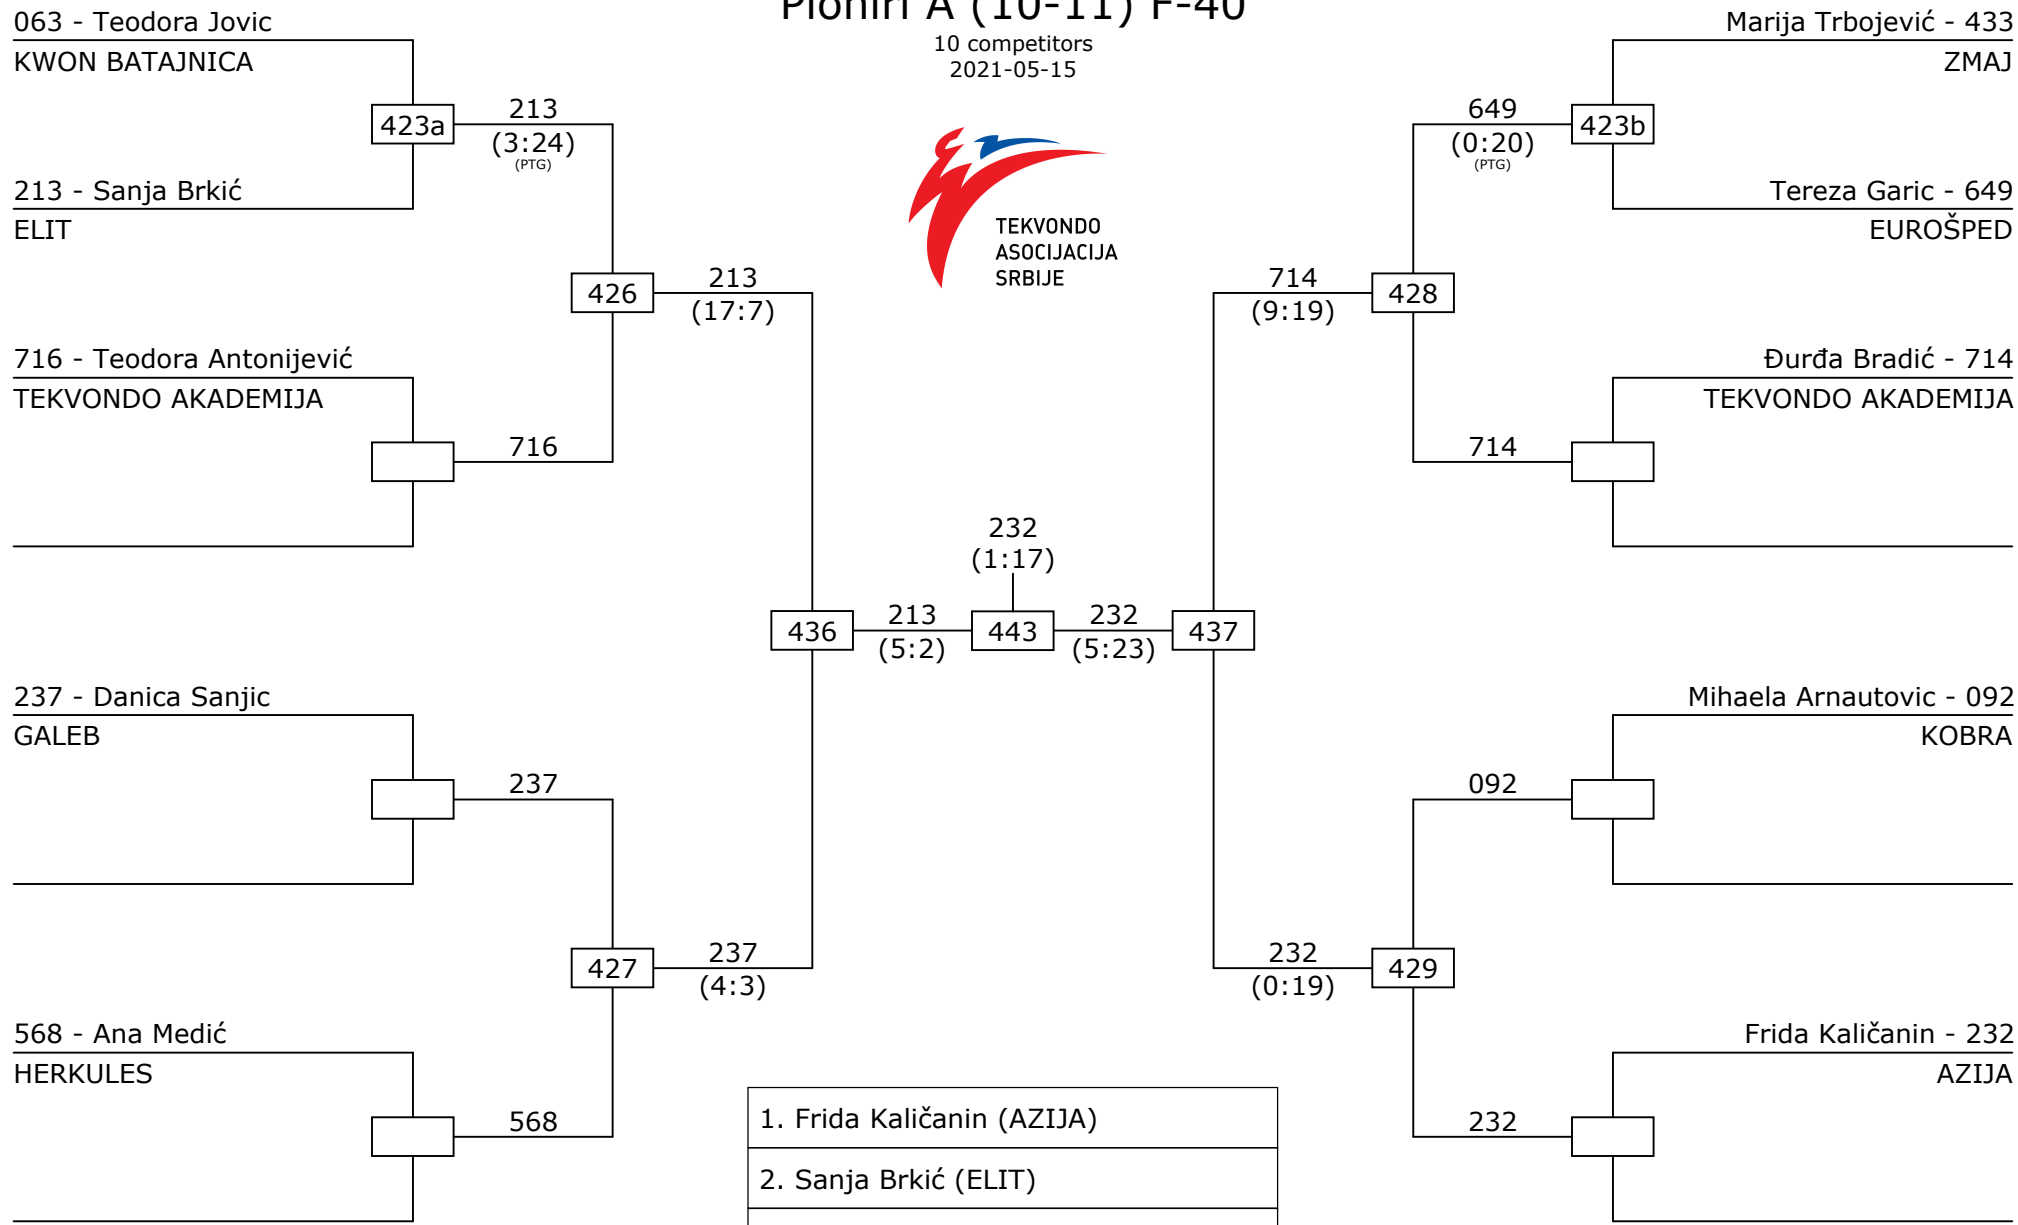 Pioniri A (10-11) F-40
10 competitors
2021-05-15
TEKVONDO
ASOCIJACIJA
SRBIJE
063 - Teodora Jovic
KWON BATAJNICA
423a
213
(3:24)
(PTG)
213 - Sanja Brkić
ELIT
426
213
(17:7)
716 - Teodora Antonijević
TEKVONDO AKADEMIJA
716
237 - Danica Sanjic
GALEB
237
427
237
(4:3)
568 - Ana Medić
HERKULES
568
436
213
(5:2)
232
(1:17)
443
232
(5:23)
437
Marija Trbojević - 433
ZMAJ
649
(0:20)
(PTG)
423b
Tereza Garic - 649
EUROŠPED
714
(9:19)
428
Đurđa Bradić - 714
TEKVONDO AKADEMIJA
714
Mihaela Arnautovic - 092
KOBRA
092
232
(0:19)
429
Frida Kaličanin - 232
AZIJA
232
1. Frida Kaličanin (AZIJA)
2. Sanja Brkić (ELIT)